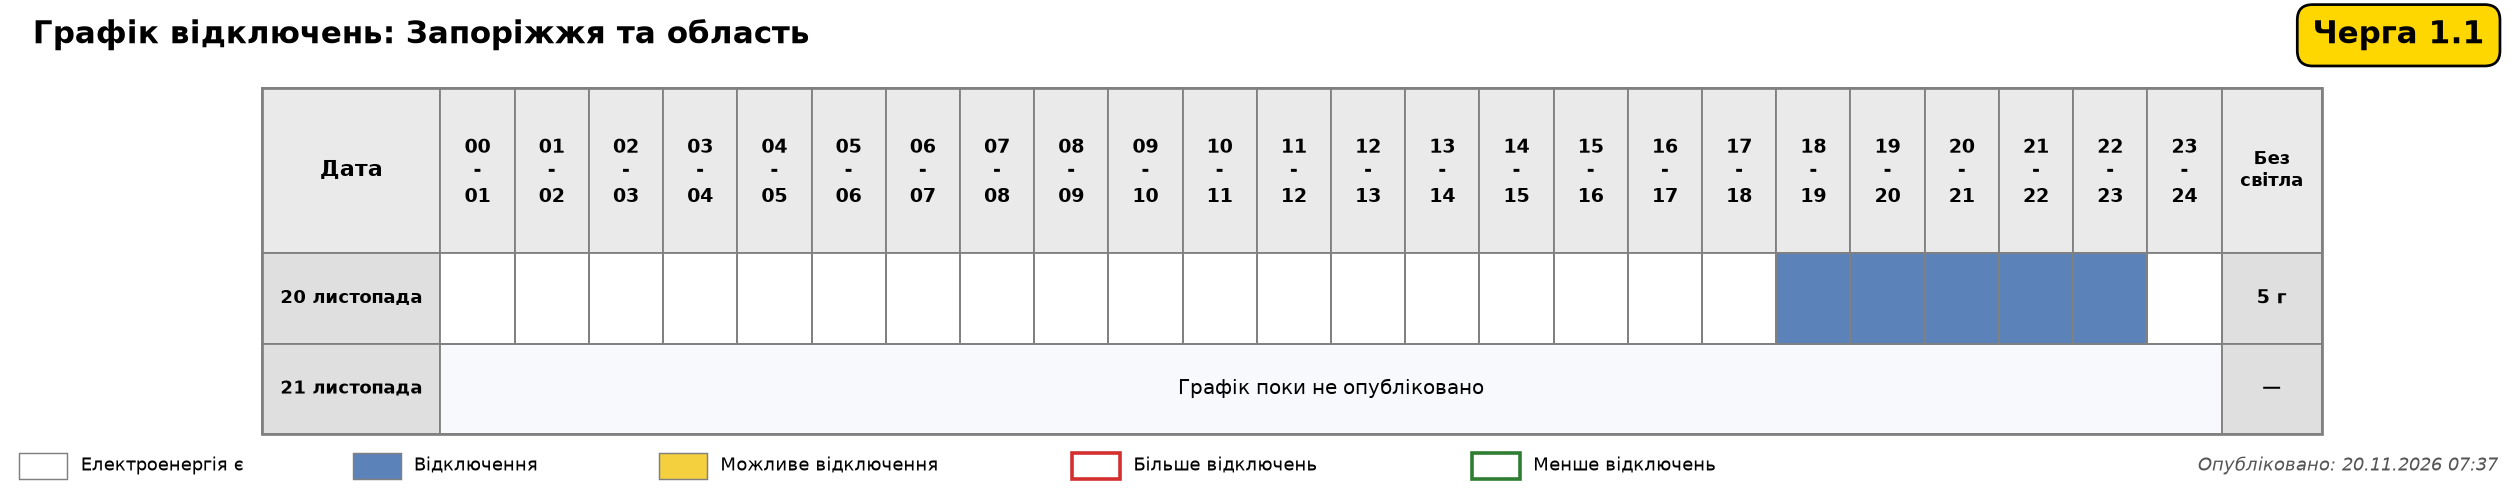 Графік відключень: Запоріжжя та область
Черга 1.1
Дата
00 - 01
01 - 02
02 - 03
03 - 04
04 - 05
05 - 06
06 - 07
07 - 08
08 - 09
09 - 10
10 - 11
11 - 12
12 - 13
13 - 14
14 - 15
15 - 16
16 - 17
17 - 18
18 - 19
19 - 20
20 - 21
21 - 22
22 - 23
23 - 24
Без
світла
20 листопада
5 г
21 листопада
Графік поки не опубліковано
—
Електроенергія є
Відключення
Можливе відключення
Більше відключень
Менше відключень
Опубліковано: 20.11.2026 07:37